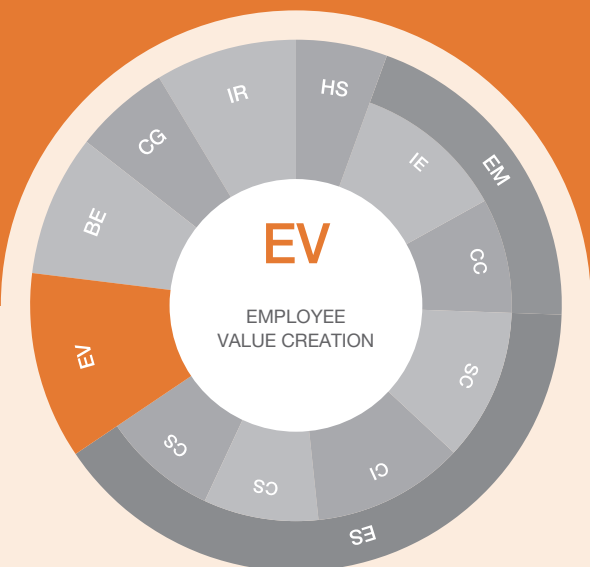 HS
EM
IE
CC
SC
CI
ES
CS
CS
EV
BE
CG
IR
EV
EMPLOYEE
VALUE CREATION